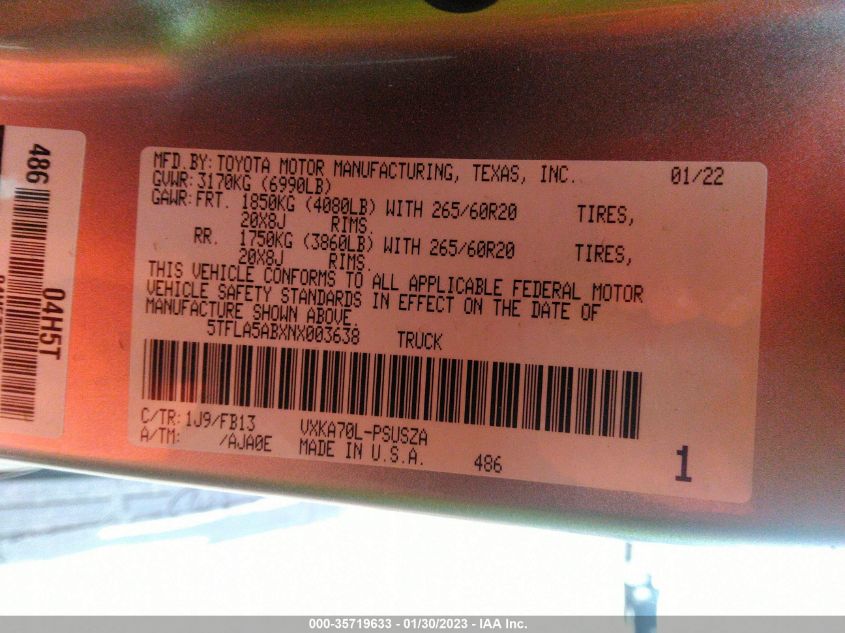 486
04H5T
MFD.BY: TOYOTA MOTOR MANUFACTURING, TEXAS, INC. 01/22
GVWR: 3170KG (6990LB)
GAWR: FRT. 1850KG (4080LB) WITH 265/60R20 TIRES,
20X8J RIMS.
RR. 1750KG (3860LB) WITH 265/60R20 TIRES,
20X8J RIMS.
THIS VEHICLE CONFORMS TO ALL APPLICABLE FEDERAL MOTOR
VEHICLE SAFETY STANDARDS IN EFFECT ON THE DATE OF
MANUFACTURE SHOWN ABOVE.
5TFLA5ABXNX003638 TRUCK
C/TR: 1J9/FB13 VXKA70L-PSUSZA
A/TM: /AJA0E MADE IN U.S.A. 486 1
000-35719633 - 01/30/2023 - IAA Inc.